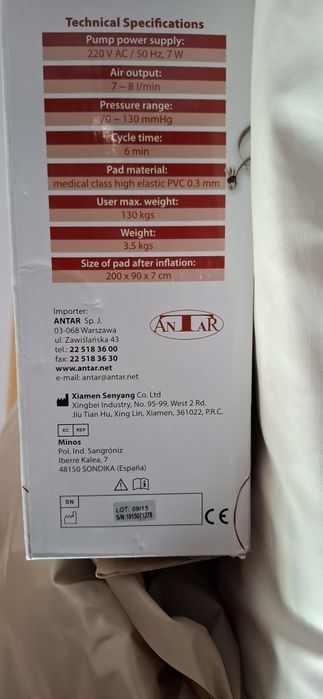 Technical Specifications
Pump power supply:
220 V AC / 50 Hz, 7 W
Air output:
7 – 8 l/min
Pressure range:
70 – 130 mmHg
Cycle time:
6 min
Pad material:
medical class high elastic PVC 0,3 mm
User max. weight:
130 kgs
Weight:
3.5 kgs
Size of pad after inflation:
200 x 90 x 7 cm
Importer:
ANTAR Sp. J.
03-068 Warszawa
ul. Zawiślańska 43
tel.: 22 518 36 00
fax: 22 518 36 30
www.antar.net
e-mail: antar@antar.net
ANTAR
Xiamen Senyang Co. Ltd
Xingbei Industry, No. 95-99, West 2 Rd.
Jiu Tian Hu, Xing Lin, Xiamen, 361022, P.R.C.
EC REP
Minos
Pol. Ind. Sangróniz
Iberre Kalea, 7
48150 SONDIKA (España)
SN
LOT: 09/15
S/N:1915071278
CE